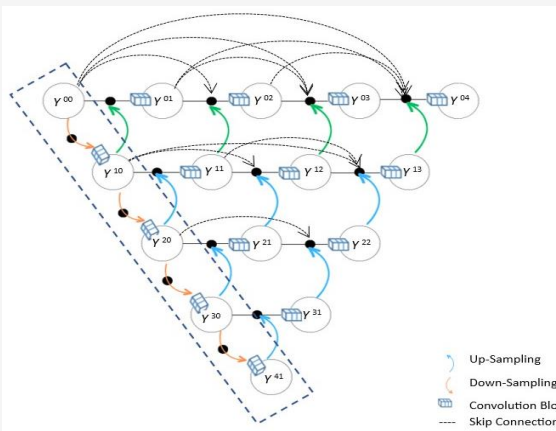 Y 00 Y 01 Y 02 Y 03 Y 04
Y 10 Y 11 Y 12 Y 13
Y 20 Y 21 Y 22
Y 30 Y 31
Y 41
Up-Sampling
Down-Sampling
Convolution Blo
Skip Connection